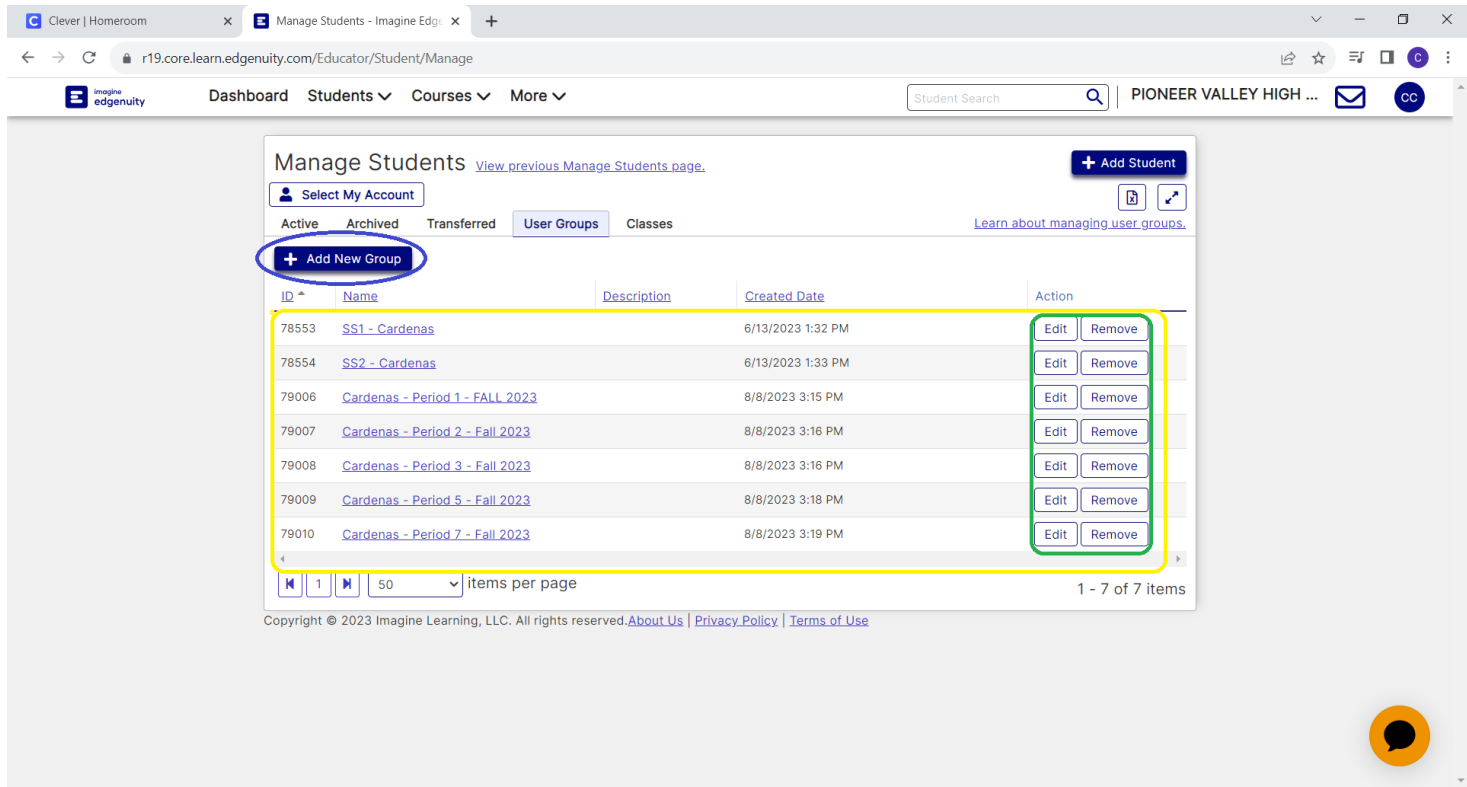 Clever | Homeroom
Manage Students - Imagine Edge
r19.core.learn.edgenuity.com/Educator/Student/Manage
C
imagine
edgenuity
Dashboard Students Courses More
Student Search
PIONEER VALLEY HIGH ...
CC
Manage Students View previous Manage Students page.
+ Add Student
Select My Account
Active Archived Transferred User Groups Classes
Learn about managing user groups.
+ Add New Group
ID Name Description Created Date Action
78553 SS1 - Cardenas 6/13/2023 1:32 PM Edit Remove
78554 SS2 - Cardenas 6/13/2023 1:33 PM Edit Remove
79006 Cardenas - Period 1 - FALL 2023 8/8/2023 3:15 PM Edit Remove
79007 Cardenas - Period 2 - Fall 2023 8/8/2023 3:16 PM Edit Remove
79008 Cardenas - Period 3 - Fall 2023 8/8/2023 3:16 PM Edit Remove
79009 Cardenas - Period 5 - Fall 2023 8/8/2023 3:18 PM Edit Remove
79010 Cardenas - Period 7 - Fall 2023 8/8/2023 3:19 PM Edit Remove
1 50 items per page
1 - 7 of 7 items
Copyright © 2023 Imagine Learning, LLC. All rights reserved.About Us | Privacy Policy | Terms of Use